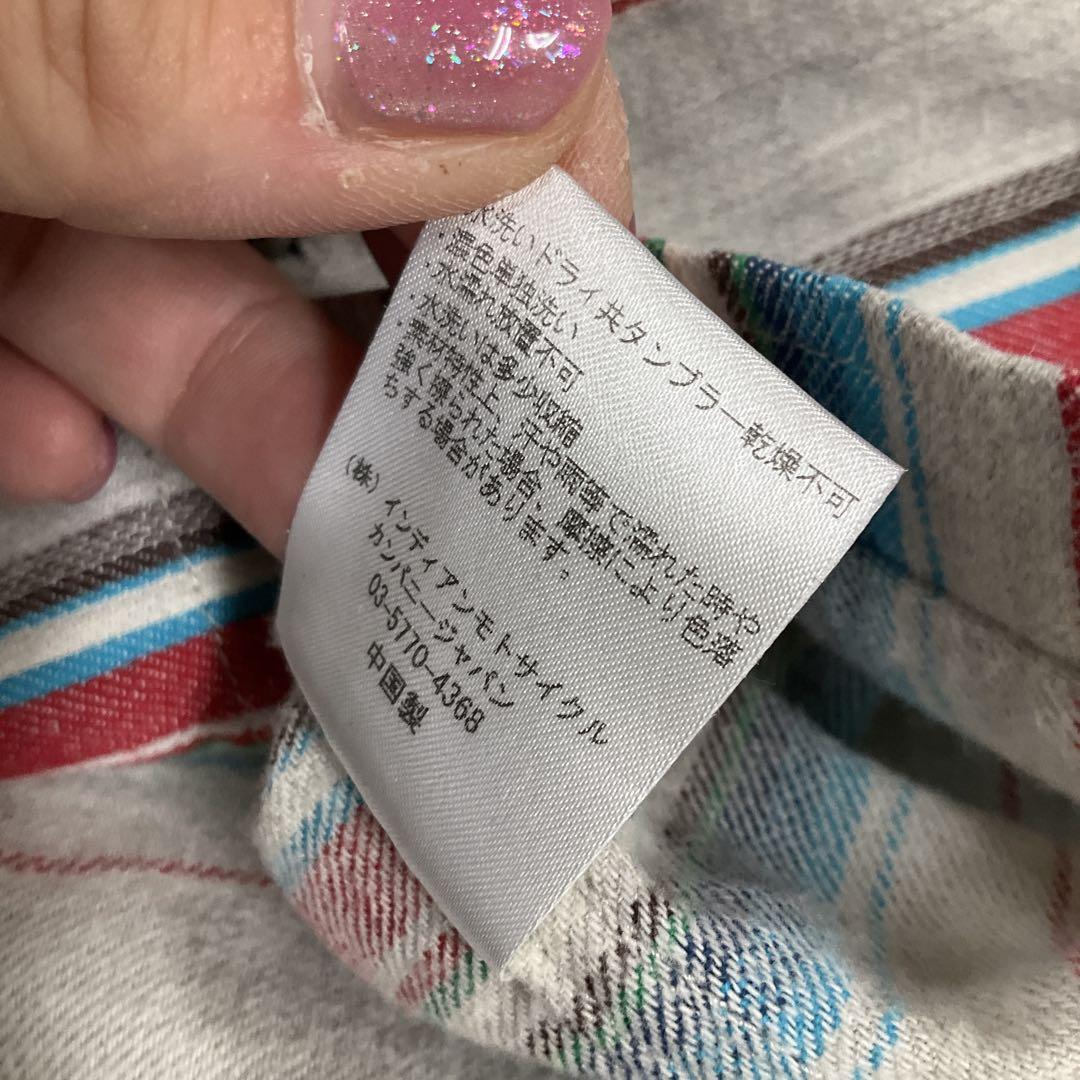 水洗いドライ共タンブラー乾燥不可
・濃色単独洗い
・水濡れ放置不可
・水洗いは多少収縮
・素材特性上、汗や雨等で濡れた時や
強く擦られた場合、摩擦により色落
ちする場合があります。
(株)インディアンモトサイクル
カンパニージャパン
03-5770-4368
中国製